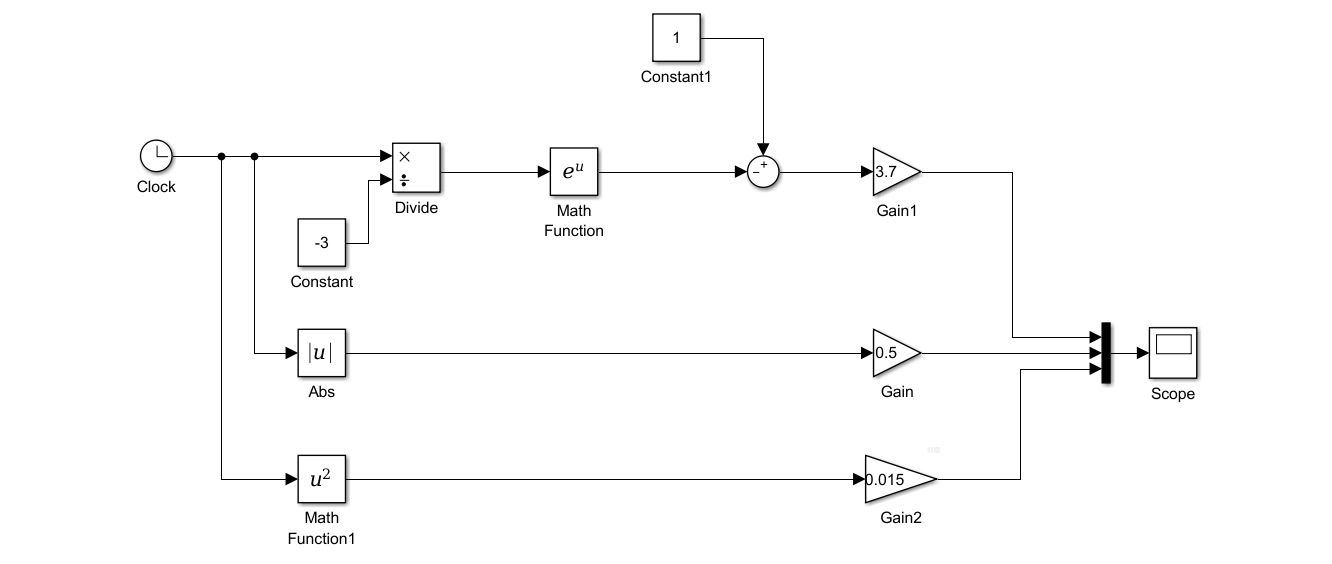 1
Constant1
Clock
×
÷
Divide
e^u
Math
Function
− +
3.7
Gain1
-3
Constant
|u|
Abs
0.5
Gain
Scope
u²
Math
Function1
0.015
Gain2